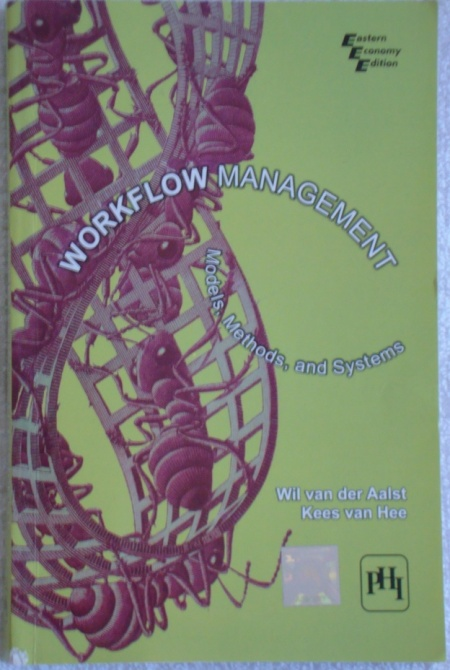 Eastern
Economy
Edition
WORKFLOW MANAGEMENT
Models, Methods, and Systems
Wil van der Aalst
Kees van Hee
PHI